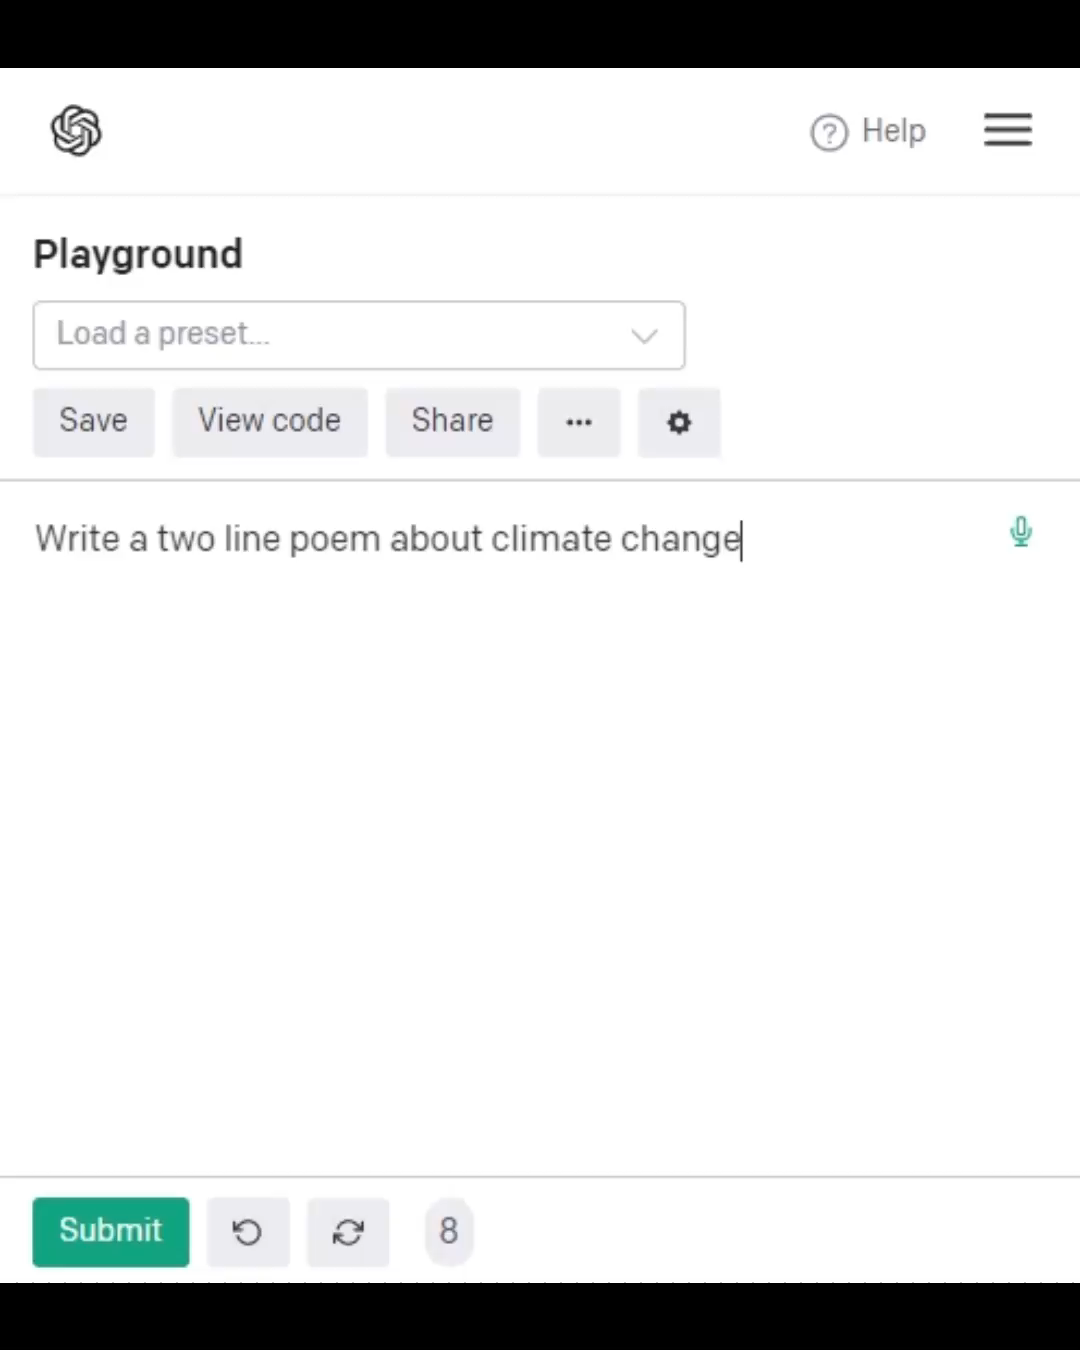 Help
Playground
Load a preset...
Save View code Share ...
Write a two line poem about climate change
Submit 8